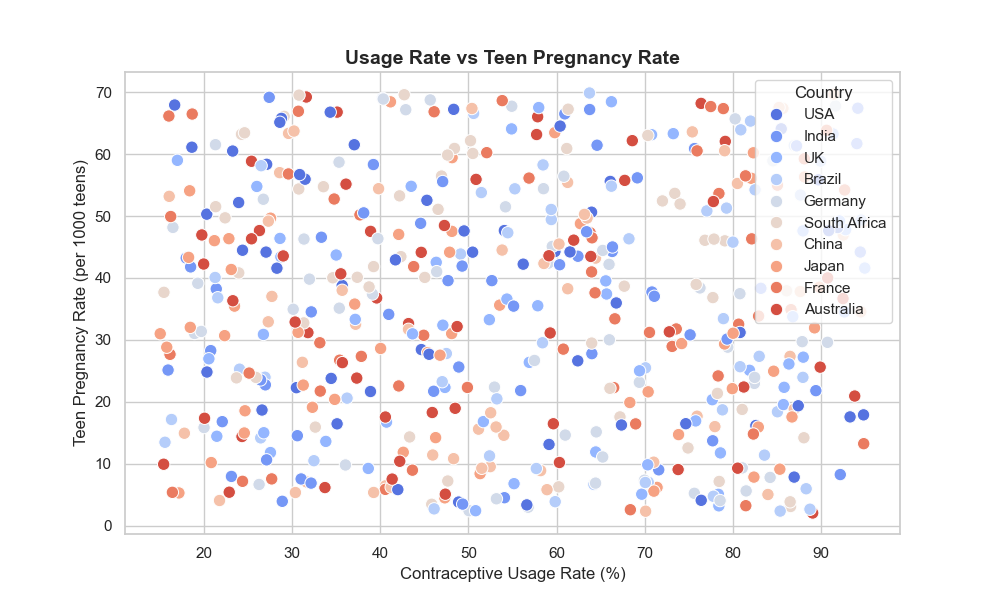 Usage Rate vs Teen Pregnancy Rate
Teen Pregnancy Rate (per 1000 teens)
70
60
50
40
30
20
10
0
20
30
40
50
60
70
80
90
Contraceptive Usage Rate (%)
Country
USA
India
UK
Brazil
Germany
South Africa
China
Japan
France
Australia